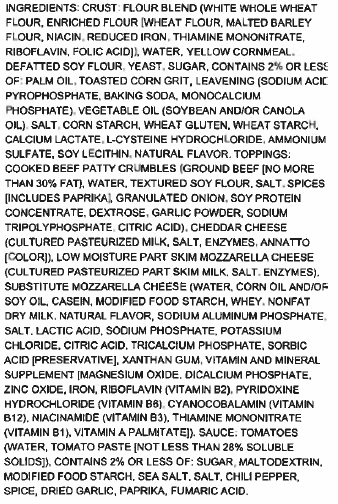 INGREDIENTS: CRUST: FLOUR BLEND (WHITE WHOLE WHEAT
FLOUR, ENRICHED FLOUR [WHEAT FLOUR, MALTED BARLEY
FLOUR, NIACIN, REDUCED IRON, THIAMINE MONONITRATE,
RIBOFLAVIN, FOLIC ACID]), WATER, YELLOW CORNMEAL,
DEFATTED SOY FLOUR, YEAST, SUGAR, CONTAINS 2% OR LESS
OF: PALM OIL, TOASTED CORN GRIT, LEAVENING (SODIUM ACID
PYROPHOSPHATE, BAKING SODA, MONOCALCIUM
PHOSPHATE), VEGETABLE OIL (SOYBEAN AND/OR CANOLA
OIL), SALT, CORN STARCH, WHEAT GLUTEN, WHEAT STARCH,
CALCIUM LACTATE, L-CYSTEINE HYDROCHLORIDE, AMMONIUM
SULFATE, SOY LECITHIN, NATURAL FLAVOR. TOPPINGS:
COOKED BEEF PATTY CRUMBLES (GROUND BEEF [NO MORE
THAN 30% FAT], WATER, TEXTURED SOY FLOUR, SALT, SPICES
[INCLUDES PAPRIKA], GRANULATED ONION, SOY PROTEIN
CONCENTRATE, DEXTROSE, GARLIC POWDER, SODIUM
TRIPOLYPHOSPHATE, CITRIC ACID), CHEDDAR CHEESE
(CULTURED PASTEURIZED MILK, SALT, ENZYMES, ANNATTO
[COLOR]), LOW MOISTURE PART SKIM MOZZARELLA CHEESE
(CULTURED PASTEURIZED PART SKIM MILK, SALT, ENZYMES),
SUBSTITUTE MOZZARELLA CHEESE (WATER, CORN OIL AND/OR
SOY OIL, CASEIN, MODIFIED FOOD STARCH, WHEY, NONFAT
DRY MILK, NATURAL FLAVOR, SODIUM ALUMINUM PHOSPHATE,
SALT, LACTIC ACID, SODIUM PHOSPHATE, POTASSIUM
CHLORIDE, CITRIC ACID, TRICALCIUM PHOSPHATE, SORBIC
ACID [PRESERVATIVE], XANTHAN GUM, VITAMIN AND MINERAL
SUPPLEMENT [MAGNESIUM OXIDE, DICALCIUM PHOSPHATE,
ZINC OXIDE, IRON, RIBOFLAVIN (VITAMIN B2), PYRIDOXINE
HYDROCHLORIDE (VITAMIN B6), CYANOCOBALAMIN (VITAMIN
B12), NIACINAMIDE (VITAMIN B3), THIAMINE MONONITRATE
(VITAMIN B1), VITAMIN A PALMITATE]). SAUCE: TOMATOES
(WATER, TOMATO PASTE [NOT LESS THAN 28% SOLUBLE
SOLIDS]), CONTAINS 2% OR LESS OF: SUGAR, MALTODEXTRIN,
MODIFIED FOOD STARCH, SEA SALT, SALT, CHILI PEPPER,
SPICE, DRIED GARLIC, PAPRIKA, FUMARIC ACID.